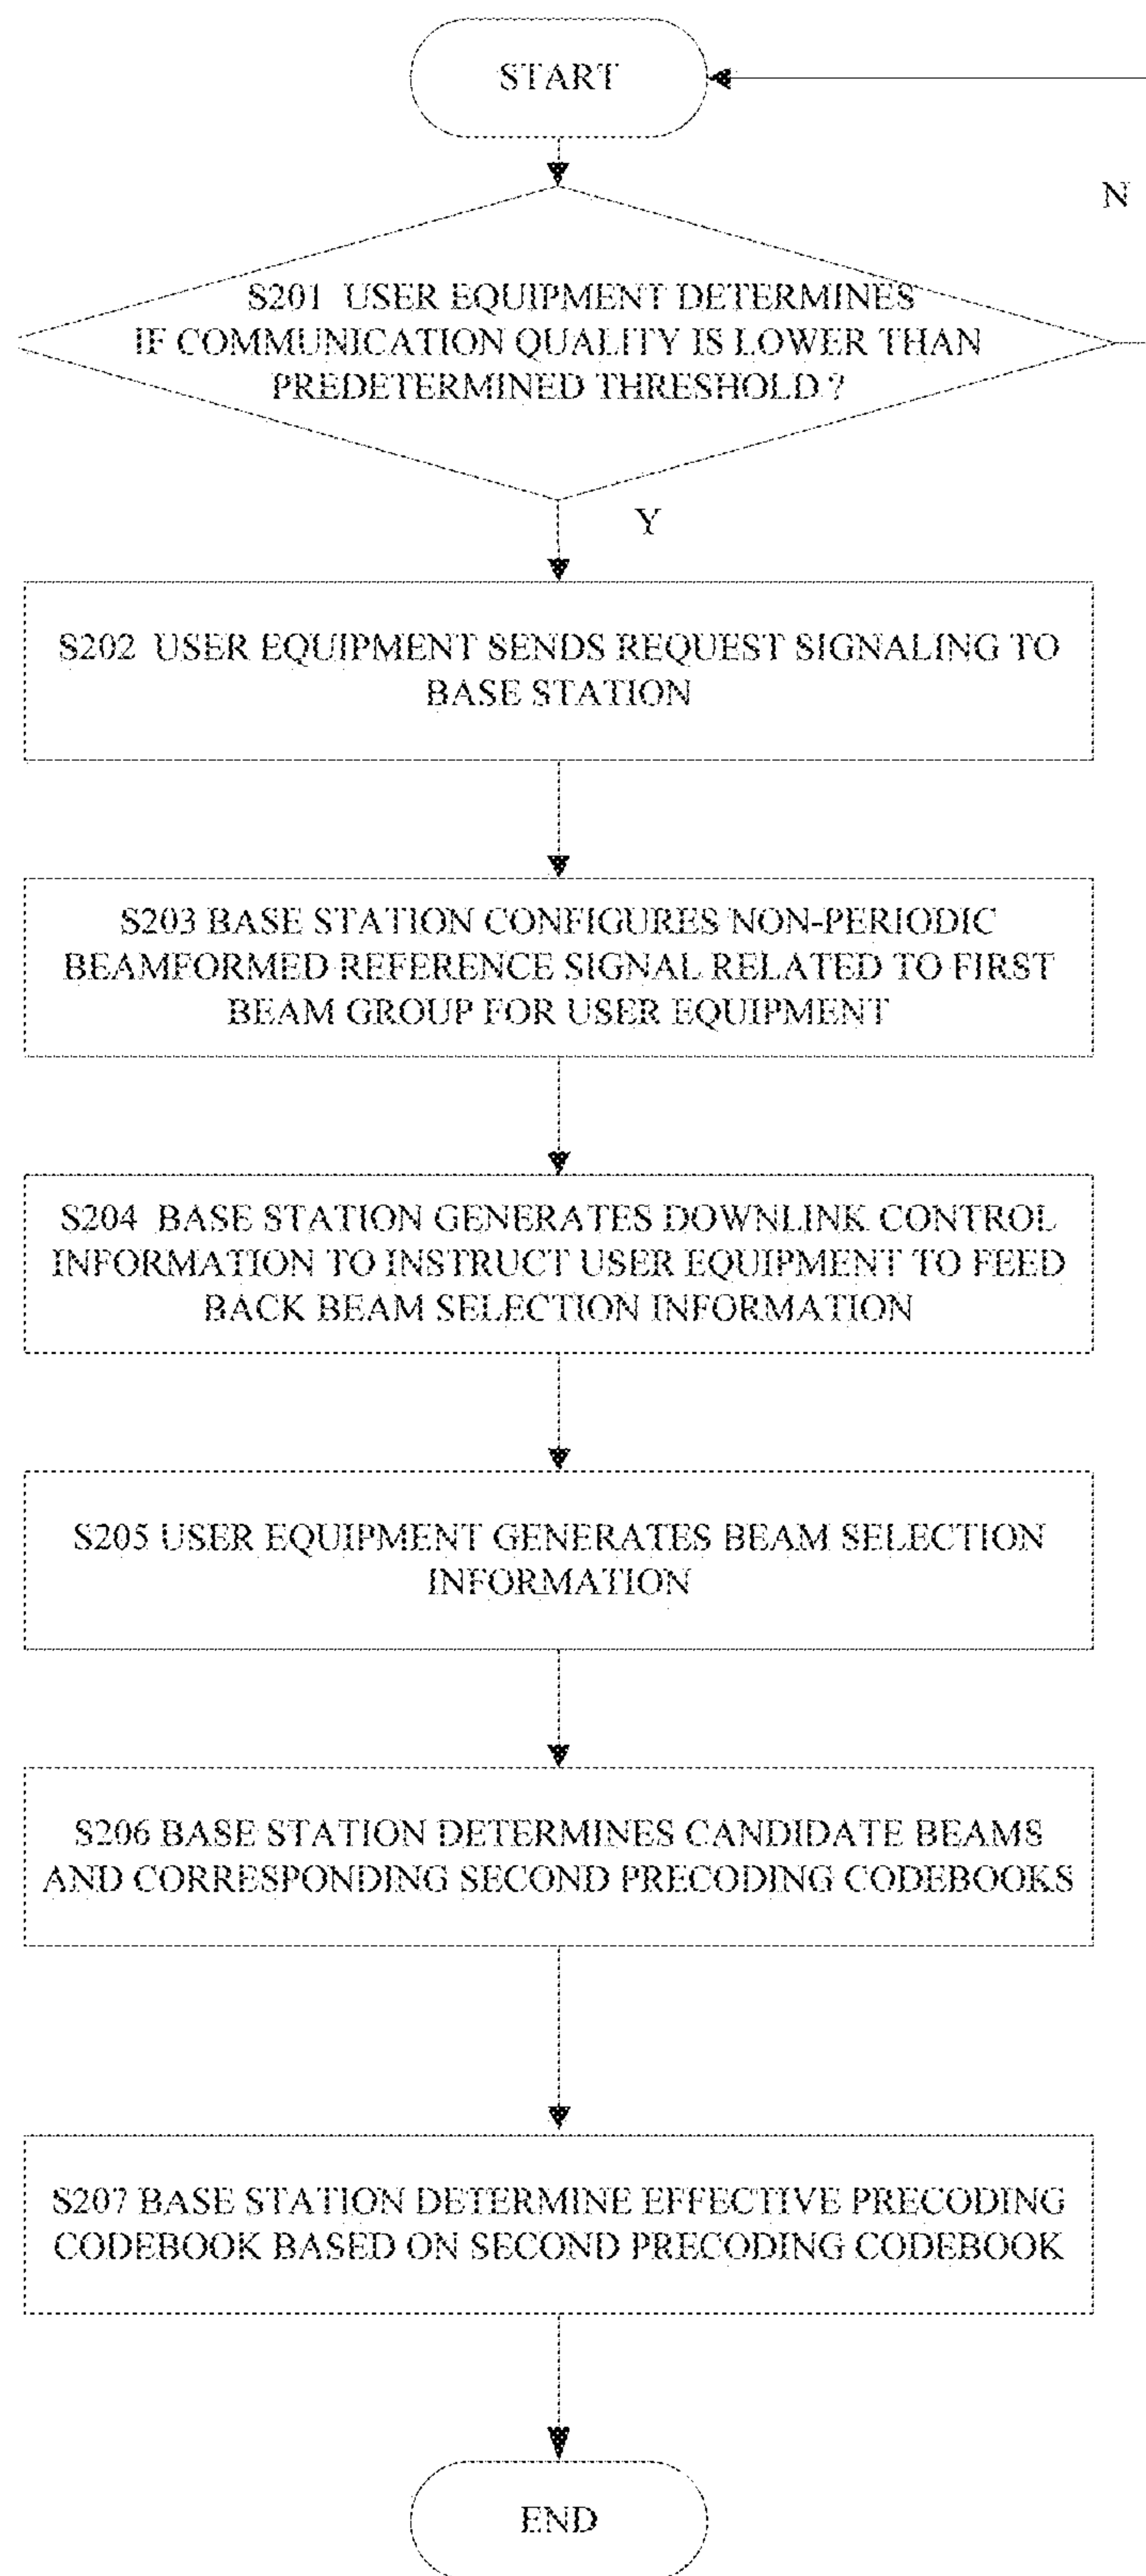 START
N
S201 USER EQUIPMENT DETERMINES
IF COMMUNICATION QUALITY IS LOWER THAN
PREDETERMINED THRESHOLD ?
Y
S202 USER EQUIPMENT SENDS REQUEST SIGNALING TO
BASE STATION
S203 BASE STATION CONFIGURES NON-PERIODIC
BEAMFORMED REFERENCE SIGNAL RELATED TO FIRST
BEAM GROUP FOR USER EQUIPMENT
S204 BASE STATION GENERATES DOWNLINK CONTROL
INFORMATION TO INSTRUCT USER EQUIPMENT TO FEED
BACK BEAM SELECTION INFORMATION
S205 USER EQUIPMENT GENERATES BEAM SELECTION
INFORMATION
S206 BASE STATION DETERMINES CANDIDATE BEAMS
AND CORRESPONDING SECOND PRECODING CODEBOOKS
S207 BASE STATION DETERMINE EFFECTIVE PRECODING
CODEBOOK BASED ON SECOND PRECODING CODEBOOK
END